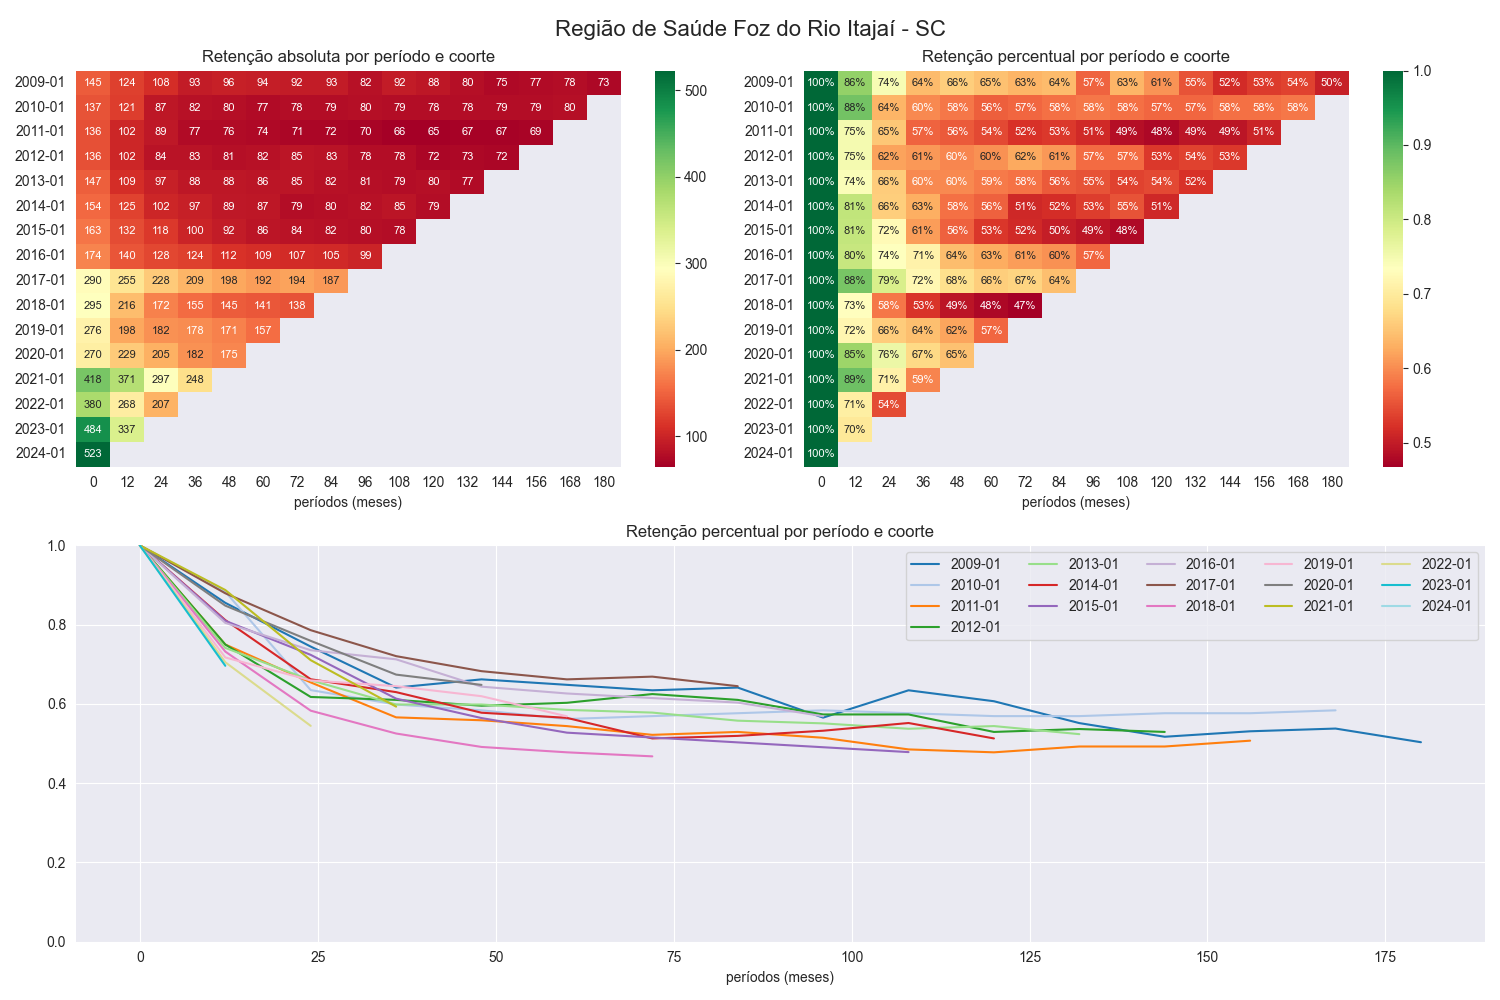 Região de Saúde Foz do Rio Itajaí - SC
Retenção absoluta por período e coorte
2009-01 145 124 108 93 96 94 92 93 82 92 88 80 75 77 78 73
2010-01 137 121 87 82 80 77 78 79 80 79 78 78 79 79 80
2011-01 136 102 89 77 76 74 71 72 70 66 65 67 67 69
2012-01 136 102 84 83 81 82 85 83 78 78 72 73 72
2013-01 147 109 97 88 88 86 85 82 81 79 80 77
2014-01 154 125 102 97 89 87 79 80 82 85 79
2015-01 163 132 118 100 92 86 84 82 80 78
2016-01 174 140 128 124 112 109 107 105 99
2017-01 290 255 228 209 198 192 194 187
2018-01 295 216 172 155 145 141 138
2019-01 276 198 182 178 171 157
2020-01 270 229 205 182 175
2021-01 418 371 297 248
2022-01 380 268 207
2023-01 484 337
2024-01 523
0 12 24 36 48 60 72 84 96 108 120 132 144 156 168 180
períodos (meses)
500
400
300
200
100
Retenção percentual por período e coorte
2009-01 100% 86% 74% 64% 66% 65% 63% 64% 57% 63% 61% 55% 52% 53% 54% 50%
2010-01 100% 88% 64% 60% 58% 56% 57% 58% 58% 58% 57% 57% 58% 58% 58%
2011-01 100% 75% 65% 57% 56% 54% 52% 53% 51% 49% 48% 49% 49% 51%
2012-01 100% 75% 62% 61% 60% 60% 62% 61% 57% 57% 53% 54% 53%
2013-01 100% 74% 66% 60% 60% 59% 58% 56% 55% 54% 54% 52%
2014-01 100% 81% 66% 63% 58% 56% 51% 52% 53% 55% 51%
2015-01 100% 81% 72% 61% 56% 53% 52% 50% 49% 48%
2016-01 100% 80% 74% 71% 64% 63% 61% 60% 57%
2017-01 100% 88% 79% 72% 68% 66% 67% 64%
2018-01 100% 73% 58% 53% 49% 48% 47%
2019-01 100% 72% 66% 64% 62% 57%
2020-01 100% 85% 76% 67% 65%
2021-01 100% 89% 71% 59%
2022-01 100% 71% 54%
2023-01 100% 70%
2024-01 100%
0 12 24 36 48 60 72 84 96 108 120 132 144 156 168 180
períodos (meses)
1.0
0.9
0.8
0.7
0.6
0.5
Retenção percentual por período e coorte
1.0
0.8
0.6
0.4
0.2
0.0
2009-01 2013-01 2016-01 2019-01 2022-01
2010-01 2014-01 2017-01 2020-01 2023-01
2011-01 2015-01 2018-01 2021-01 2024-01
2012-01
0 25 50 75 100 125 150 175
períodos (meses)